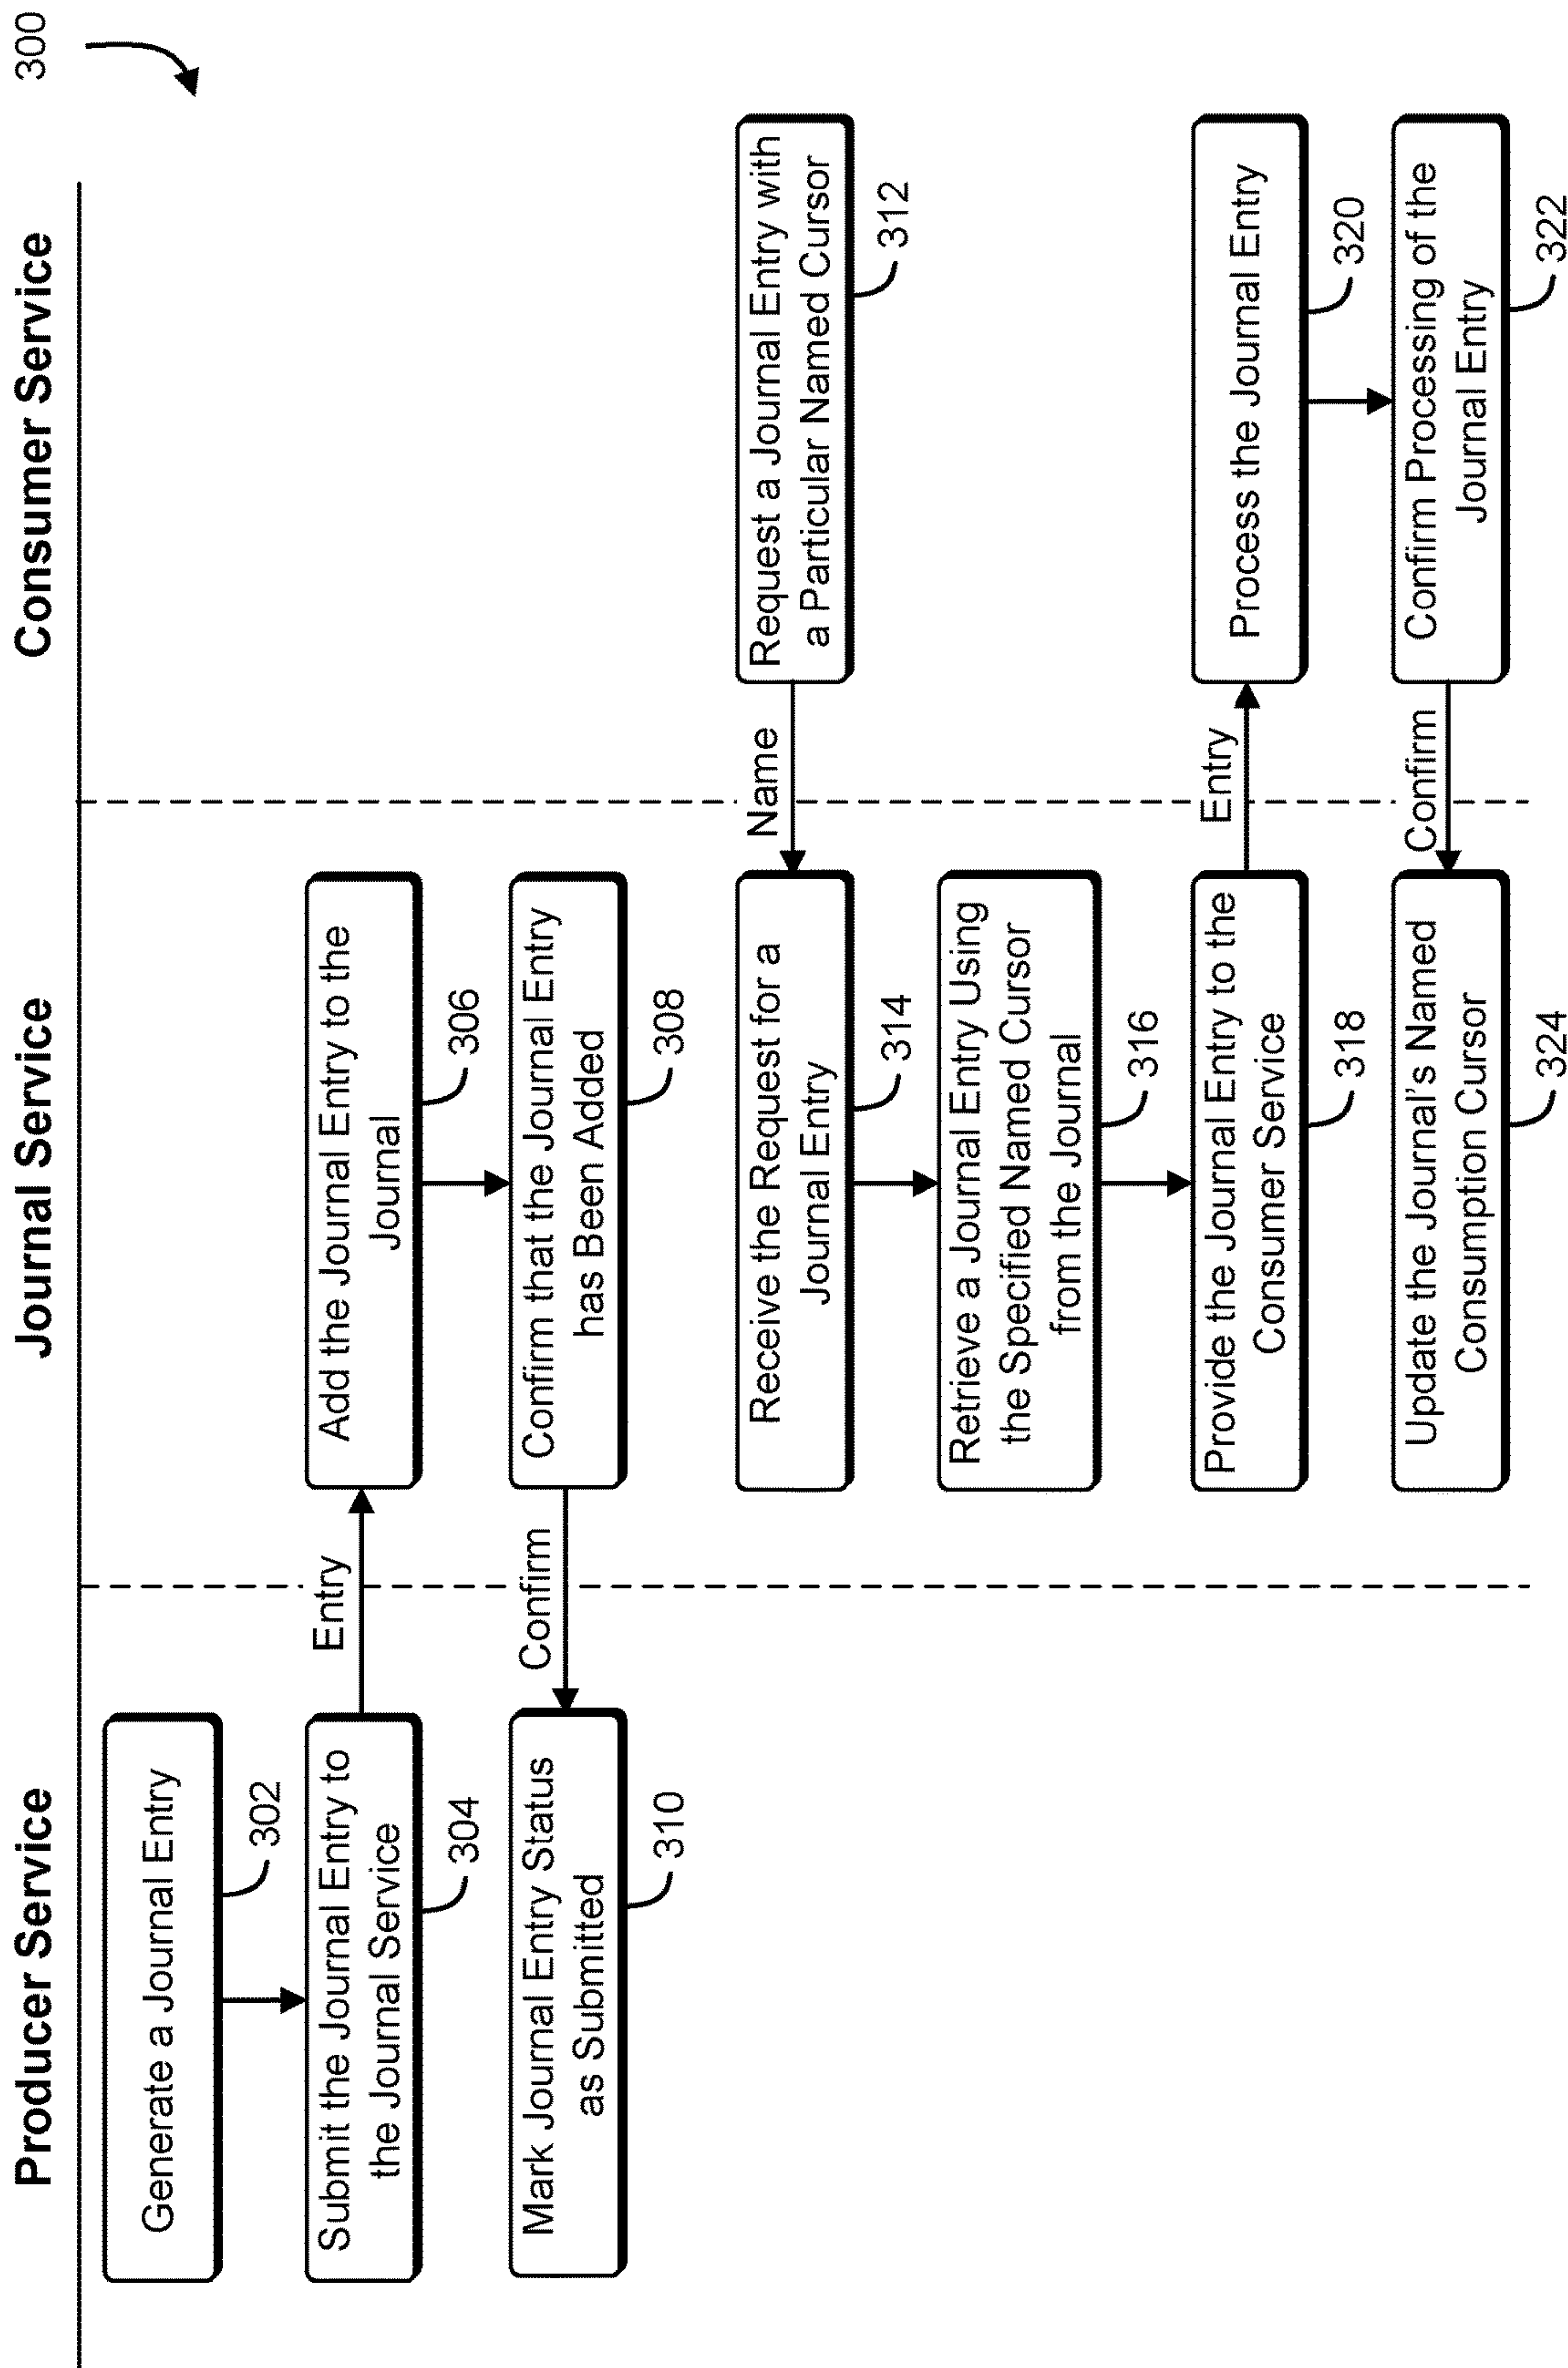 300
Producer Service
Journal Service
Consumer Service
Generate a Journal Entry
302
Submit the Journal Entry to
the Journal Service
304
Entry
Add the Journal Entry to the
Journal
306
Confirm that the Journal Entry
has Been Added
308
Confirm
Mark Journal Entry Status
as Submitted
310
Request a Journal Entry with
a Particular Named Cursor
312
Name
Receive the Request for a
Journal Entry
314
Retrieve a Journal Entry Using
the Specified Named Cursor
from the Journal
316
Provide the Journal Entry to the
Consumer Service
318
Entry
Process the Journal Entry
320
Confirm Processing of the
Journal Entry
322
Confirm
Update the Journal's Named
Consumption Cursor
324